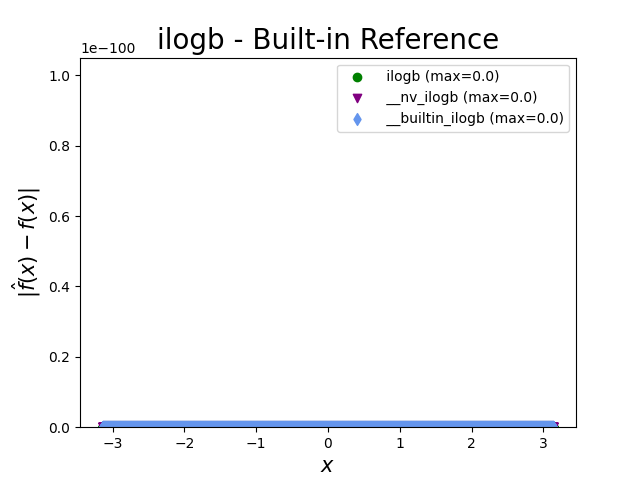 ilogb - Built-in Reference
1e−100
1.0
0.8
0.6
0.4
0.2
0.0
|f̂(x) − f(x)|
ilogb (max=0.0)
__nv_ilogb (max=0.0)
__builtin_ilogb (max=0.0)
−3 −2 −1 0 1 2 3
x